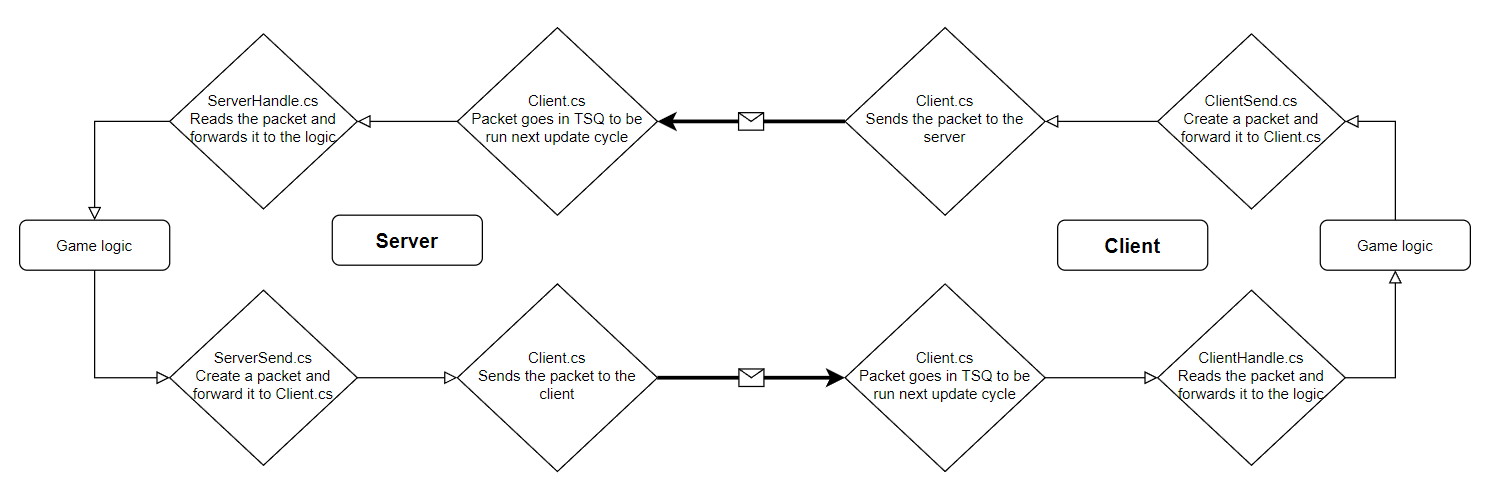 ServerHandle.cs
Reads the packet and
forwards it to the logic
Client.cs
Packet goes in TSQ to be
run next update cycle
Client.cs
Sends the packet to the
server
ClientSend.cs
Create a packet and
forward it to Client.cs
Game logic
Server
Client
Game logic
ServerSend.cs
Create a packet and
forward it to Client.cs
Client.cs
Sends the packet to the
client
Client.cs
Packet goes in TSQ to be
run next update cycle
ClientHandle.cs
Reads the packet and
forwards it to the logic